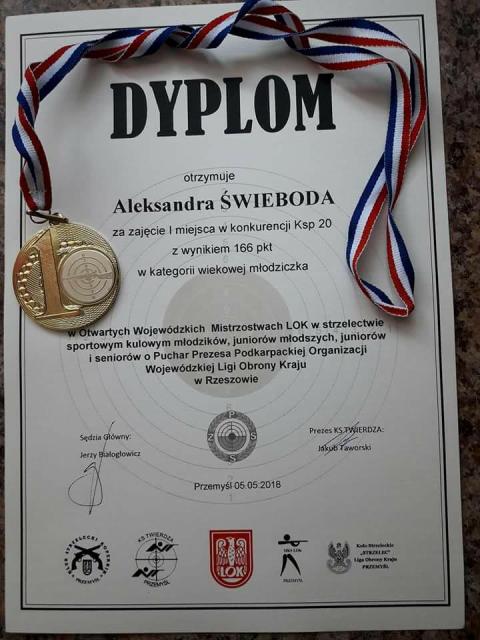 DYPLOM
otrzymuje
Aleksandra ŚWIEBODA
za zajęcie I miejsca w konkurencji Ksp 20
z wynikiem 166 pkt
w kategorii wiekowej młodziczka
1
w Otwartych Wojewódzkich Mistrzostwach LOK w strzelectwie
sportowym kulowym młodzików, juniorów młodszych, juniorów
i seniorów o Puchar Prezesa Podkarpackiej Organizacji
Wojewódzkiej Ligi Obrony Kraju
w Rzeszowie
Sędzia Główny:
Jerzy Białogłowicz
P
Z S
S
Prezes KS TWIERDZA:
Jakub Taworski
Przemyśl 05.05.2018
PRZEMYŚL
KS TWIERDZA
PRZEMYŚL
LOK
PRZEMYŚL
Koło Strzeleckie
„STRZELEC"
Liga Obrony Kraju
PRZEMYŚL